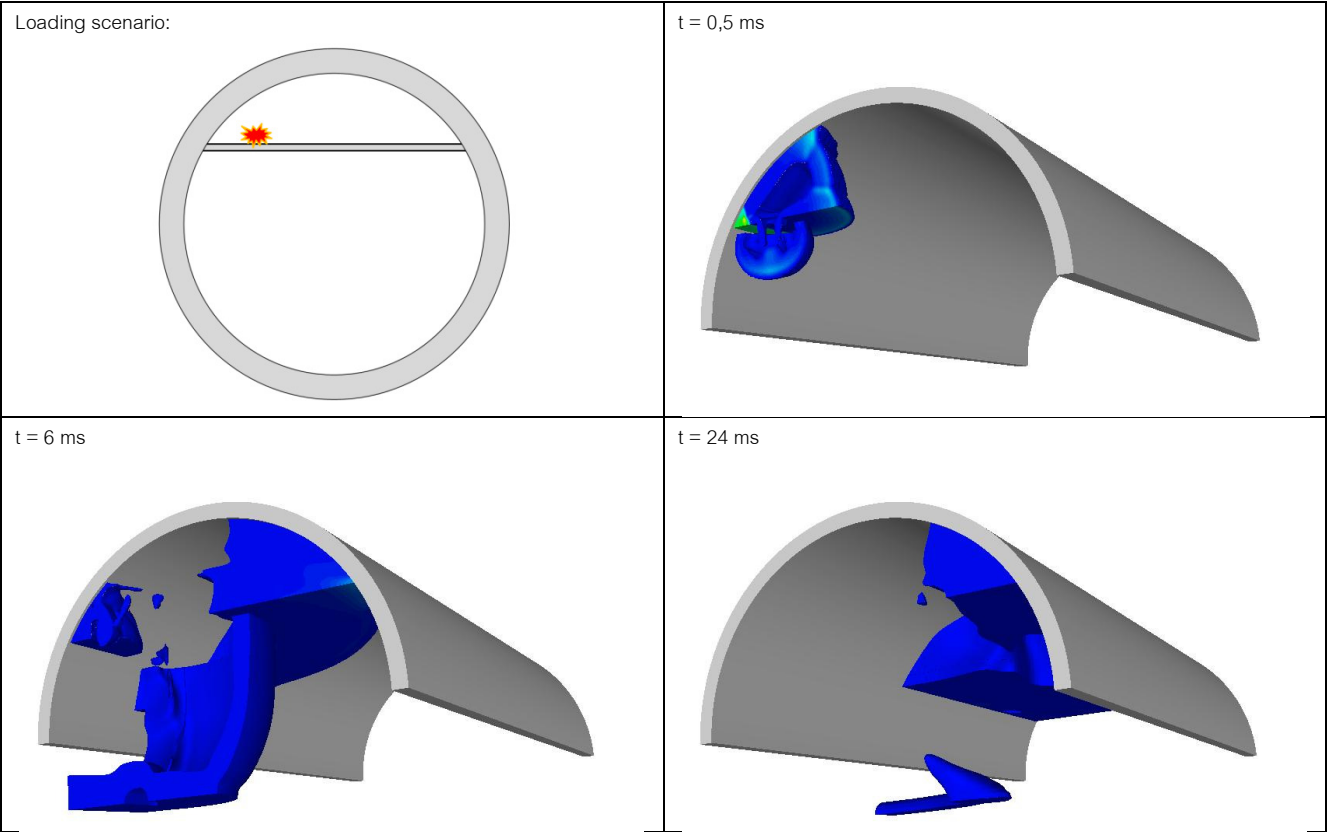 Loading scenario:
t = 0,5 ms
t = 6 ms
t = 24 ms